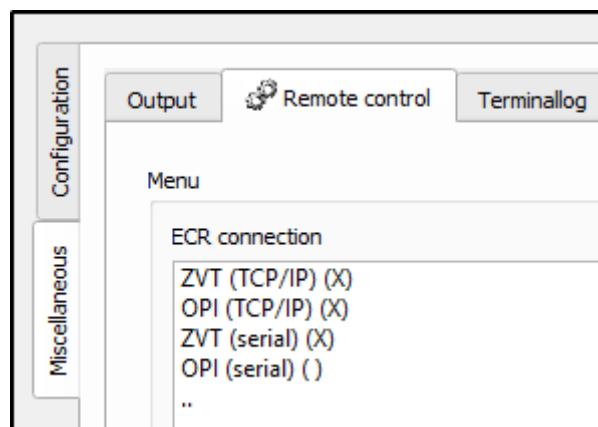 Configuration
Miscellaneous
Output Remote control Terminallog
Menu
ECR connection
ZVT (TCP/IP) (X)
OPI (TCP/IP) (X)
ZVT (serial) (X)
OPI (serial) ( )
..